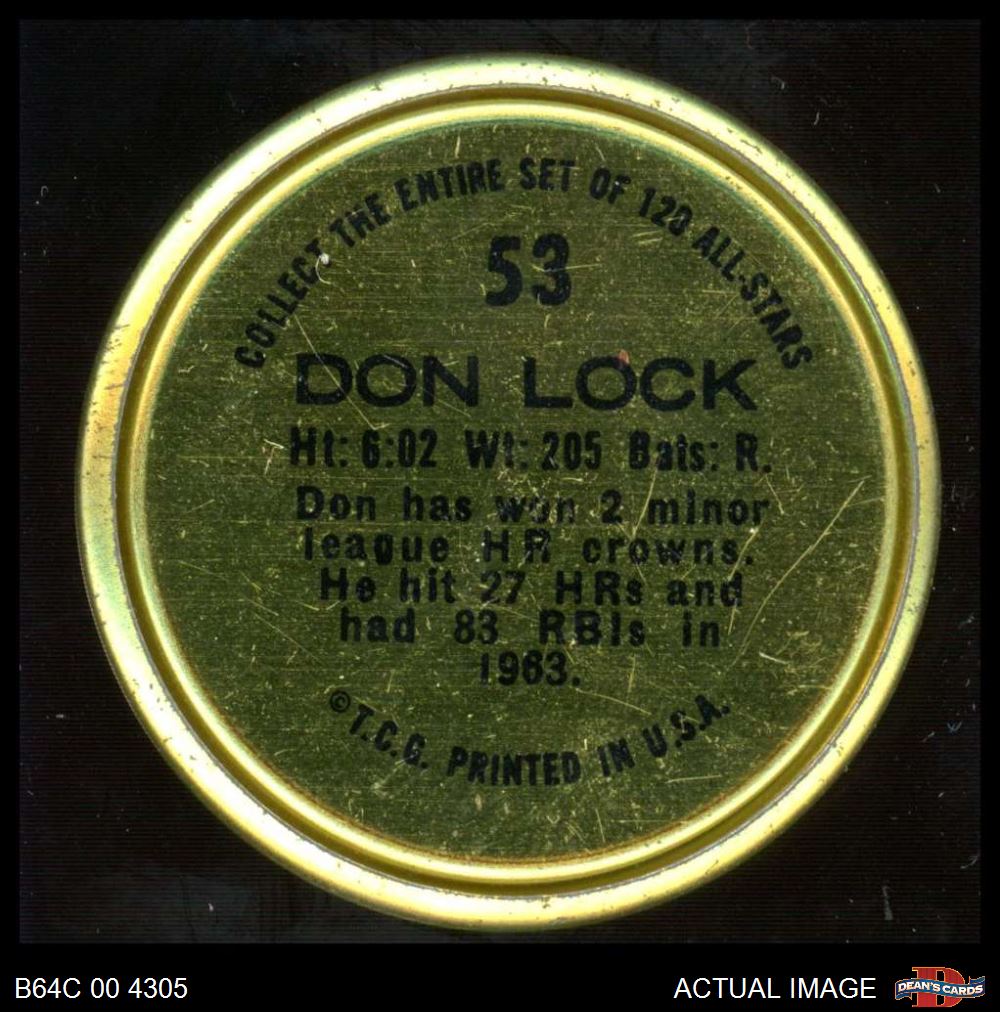 COLLECT THE ENTIRE SET OF 120 ALL-STARS
53
DON LOCK
Ht: 6:02 Wt: 205 Bats: R.
Don has won 2 minor
league HR crowns.
He hit 27 HRs and
had 83 RBIs in
1963.
© T.C.G. PRINTED IN U.S.A.
B64C 00 4305
ACTUAL IMAGE
D
DEAN'S CARDS